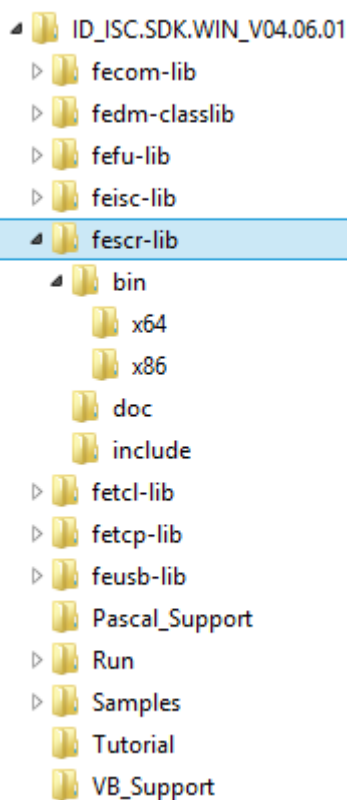 ID_ISC.SDK.WIN_V04.06.01
fecom-lib
fedm-classlib
fefu-lib
feisc-lib
fescr-lib
bin
x64
x86
doc
include
fetcl-lib
fetcp-lib
feusb-lib
Pascal_Support
Run
Samples
Tutorial
VB_Support